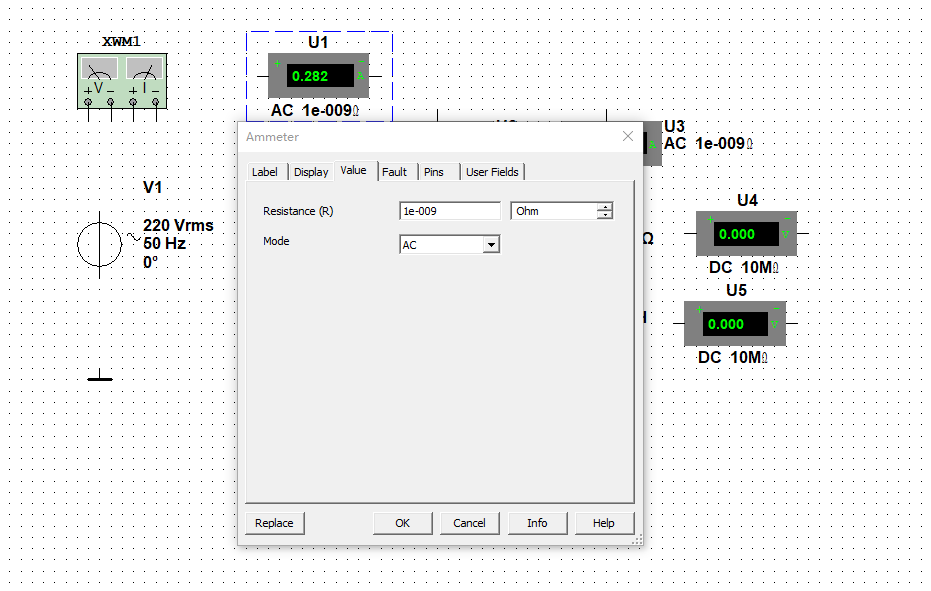 XWM1
U1
0.282 A
AC 1e-009Ω
V
I
V1
220 Vrms
50 Hz
0°
Ammeter
Label
Display
Value
Fault
Pins
User Fields
Resistance (R)
1e-009
Ohm
Mode
AC
Replace
OK
Cancel
Info
Help
A
U3
AC 1e-009Ω
Ω
U4
0.000 V
DC 10MΩ
U5
0.000 V
DC 10MΩ